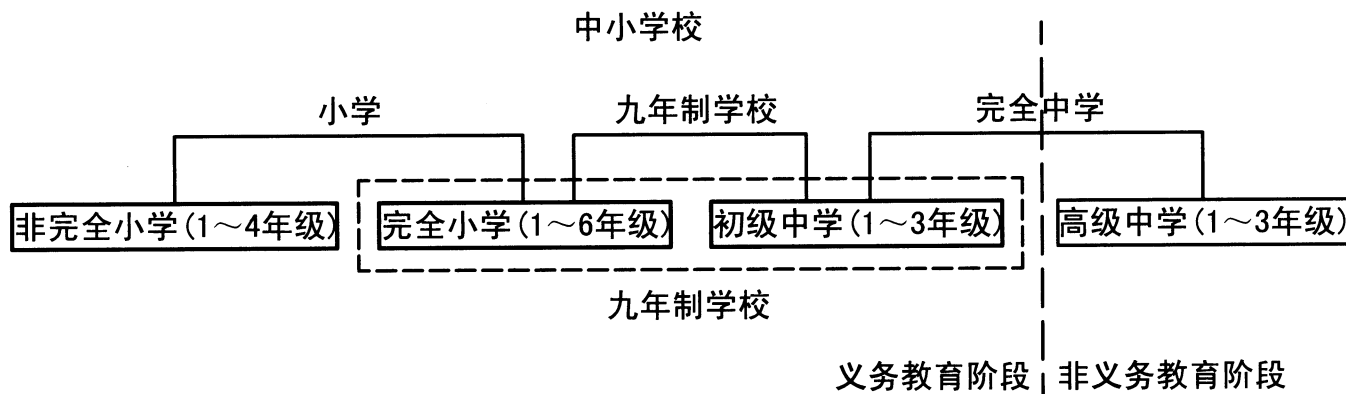 中小学校
小学
九年制学校
完全中学
非完全小学(1～4年级)
完全小学(1～6年级)
初级中学(1～3年级)
高级中学(1～3年级)
九年制学校
义务教育阶段
非义务教育阶段